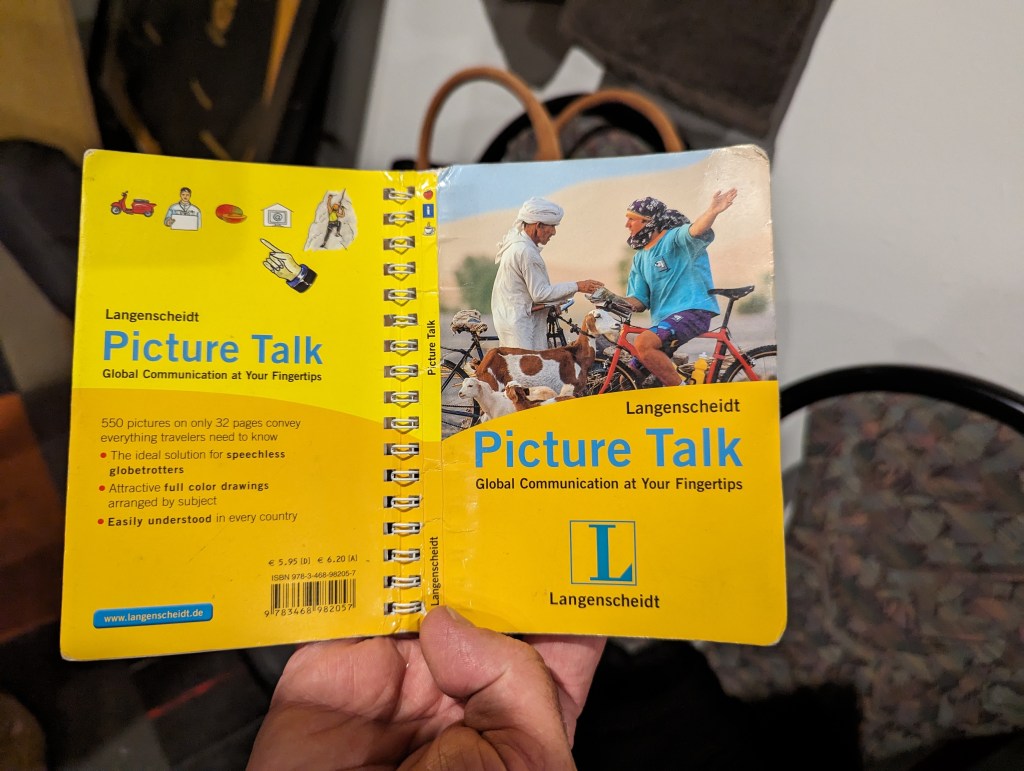 Langenscheidt
Picture Talk
Global Communication at Your Fingertips
550 pictures on only 32 pages convey
everything travelers need to know
• The ideal solution for speechless
globetrotters
• Attractive full color drawings
arranged by subject
• Easily understood in every country
€ 5.95 (D) € 6.20 (A)
ISBN 978-3-468-98205-7
9 783468 982057
www.langenscheidt.de
Picture Talk
Langenscheidt
Langenscheidt
Picture Talk
Global Communication at Your Fingertips
L
Langenscheidt